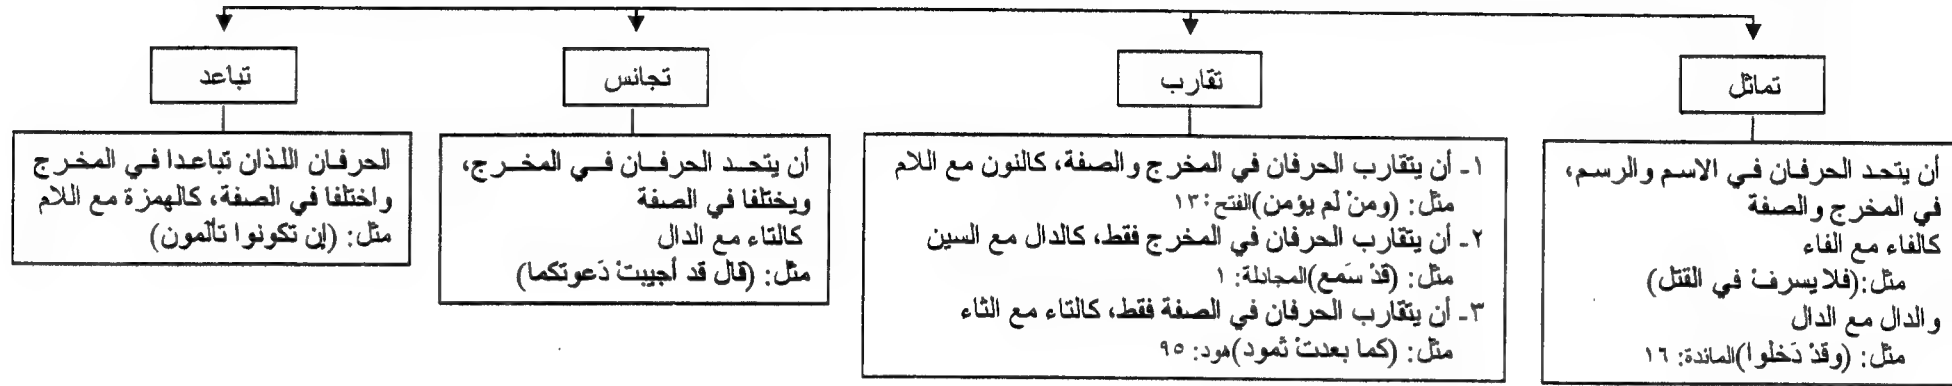 تماثل
أن يتحد الحرفان في الاسم والرسم،
في المخرج والصفة
كالفاء مع الفاء
مثل:(فلا يسرفْ في القتل)
والدال مع الدال
مثل: (وقدْ دَخلوا)المائدة: ١٦
تقارب
١ـ أن يتقارب الحرفان في المخرج والصفة، كالنون مع اللام
مثل: (ومنْ لم يؤمن)الفتح: ١٣
٢ـ أن يتقارب الحرفان في المخرج فقط، كالدال مع السين
مثل: (قدْ سَمع)المجادلة: ١
٣ـ أن يتقارب الحرفان في الصفة فقط، كالتاء مع الثاء
مثل: (كما بعدتْ ثمود)هود: ٩٥
تجانس
أن يتحد الحرفان في المخرج،
ويختلفا في الصفة
كالتاء مع الدال
مثل: (قال قد أجيبتْ دَعوتكما)
تباعد
الحرفان اللذان تباعدا في المخرج
واختلفا في الصفة، كالهمزة مع اللام
مثل: (إن تكونوا تألمون)